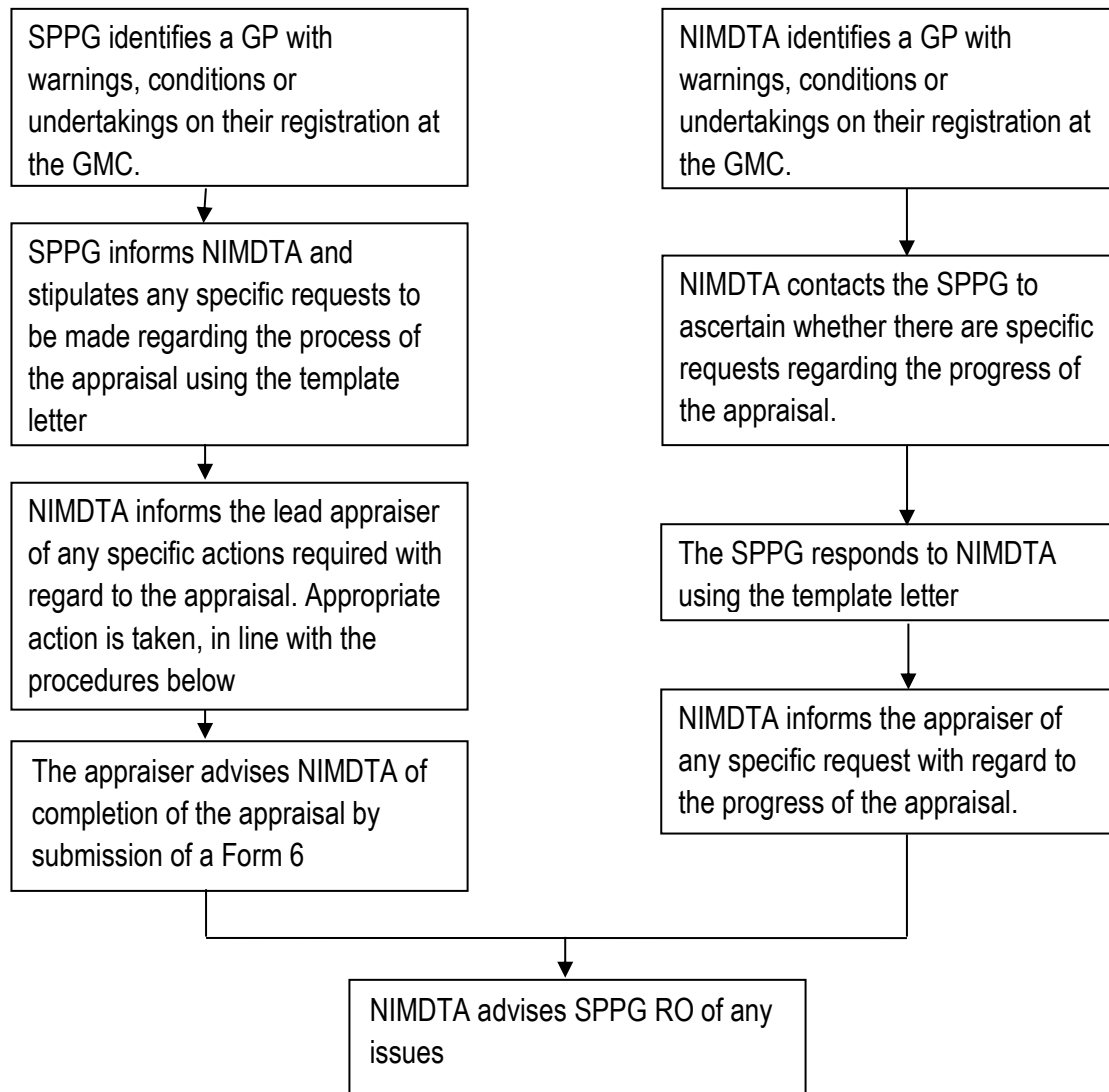 SPPG identifies a GP with
warnings, conditions or
undertakings on their registration at
the GMC.
SPPG informs NIMDTA and
stipulates any specific requests to
be made regarding the process of
the appraisal using the template
letter
NIMDTA informs the lead appraiser
of any specific actions required with
regard to the appraisal. Appropriate
action is taken, in line with the
procedures below
The appraiser advises NIMDTA of
completion of the appraisal by
submission of a Form 6
NIMDTA identifies a GP with
warnings, conditions or
undertakings on their registration at
the GMC.
NIMDTA contacts the SPPG to
ascertain whether there are specific
requests regarding the progress of
the appraisal.
The SPPG responds to NIMDTA
using the template letter
NIMDTA informs the appraiser of
any specific request with regard to
the progress of the appraisal.
NIMDTA advises SPPG RO of any
issues